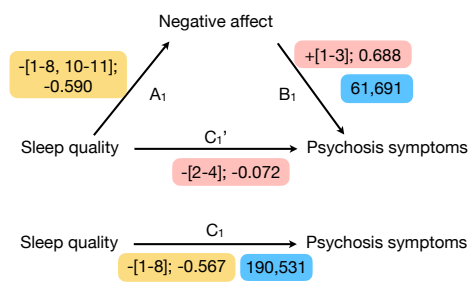 Negative affect
-[1-8, 10-11];
-0.590
+[1-3]; 0.688
A1
B1
61,691
Sleep quality
C1'
Psychosis symptoms
-[2-4]; -0.072
Sleep quality
C1
Psychosis symptoms
-[1-8]; -0.567
190,531